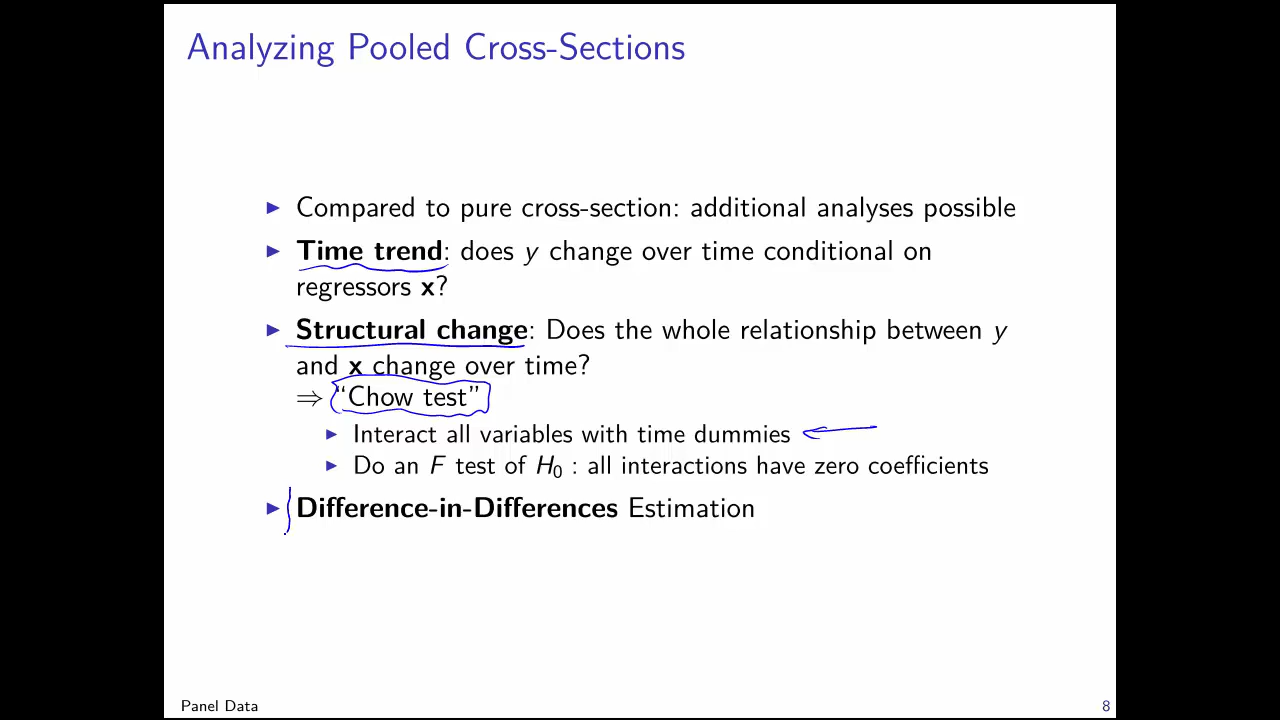 Analyzing Pooled Cross-Sections
▶ Compared to pure cross-section: additional analyses possible
▶ Time trend: does y change over time conditional on
regressors x?
▶ Structural change: Does the whole relationship between y
and x change over time?
⇒ “Chow test”
▶ Interact all variables with time dummies
▶ Do an F test of H₀ : all interactions have zero coefficients
▶ Difference-in-Differences Estimation
Panel Data
8